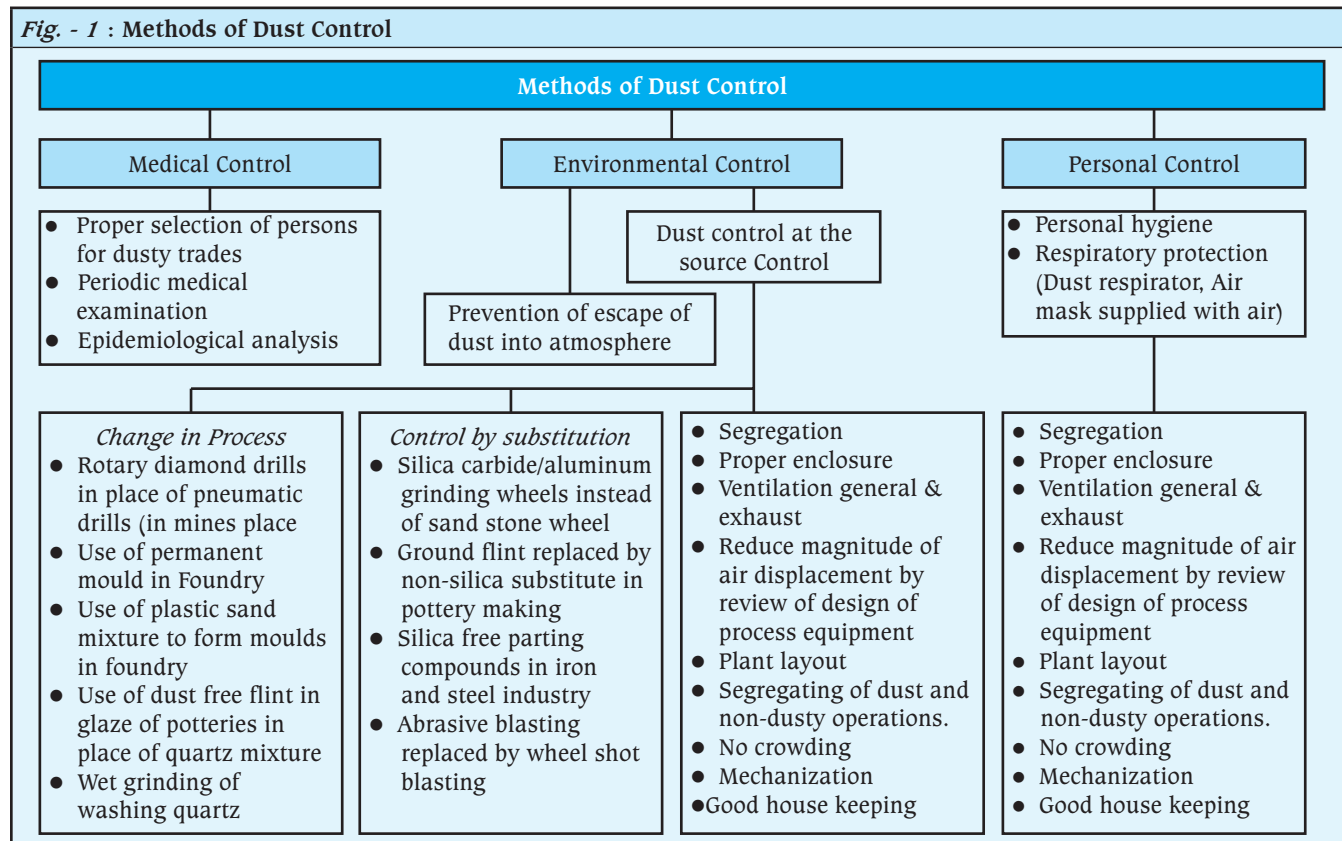 Fig. - 1 : Methods of Dust Control
Methods of Dust Control
Medical Control
Environmental Control
Personal Control
● Proper selection of persons
for dusty trades
● Periodic medical
examination
● Epidemiological analysis
Dust control at the
source Control
Prevention of escape of
dust into atmosphere
● Personal hygiene
● Respiratory protection
(Dust respirator, Air
mask supplied with air)
Change in Process
● Rotary diamond drills
in place of pneumatic
drills (in mines place
● Use of permanent
mould in Foundry
● Use of plastic sand
mixture to form moulds
in foundry
● Use of dust free flint in
glaze of potteries in
place of quartz mixture
● Wet grinding of
washing quartz
Control by substitution
● Silica carbide/aluminum
grinding wheels instead
of sand stone wheel
● Ground flint replaced by
non-silica substitute in
pottery making
● Silica free parting
compounds in iron
and steel industry
● Abrasive blasting
replaced by wheel shot
blasting
● Segregation
● Proper enclosure
● Ventilation general &
exhaust
● Reduce magnitude of
air displacement by
review of design of
process equipment
● Plant layout
● Segregating of dust and
non-dusty operations.
● No crowding
● Mechanization
●Good house keeping
● Segregation
● Proper enclosure
● Ventilation general &
exhaust
● Reduce magnitude of air
displacement by review
of design of process
equipment
● Plant layout
● Segregating of dust and
non-dusty operations.
● No crowding
● Mechanization
● Good house keeping